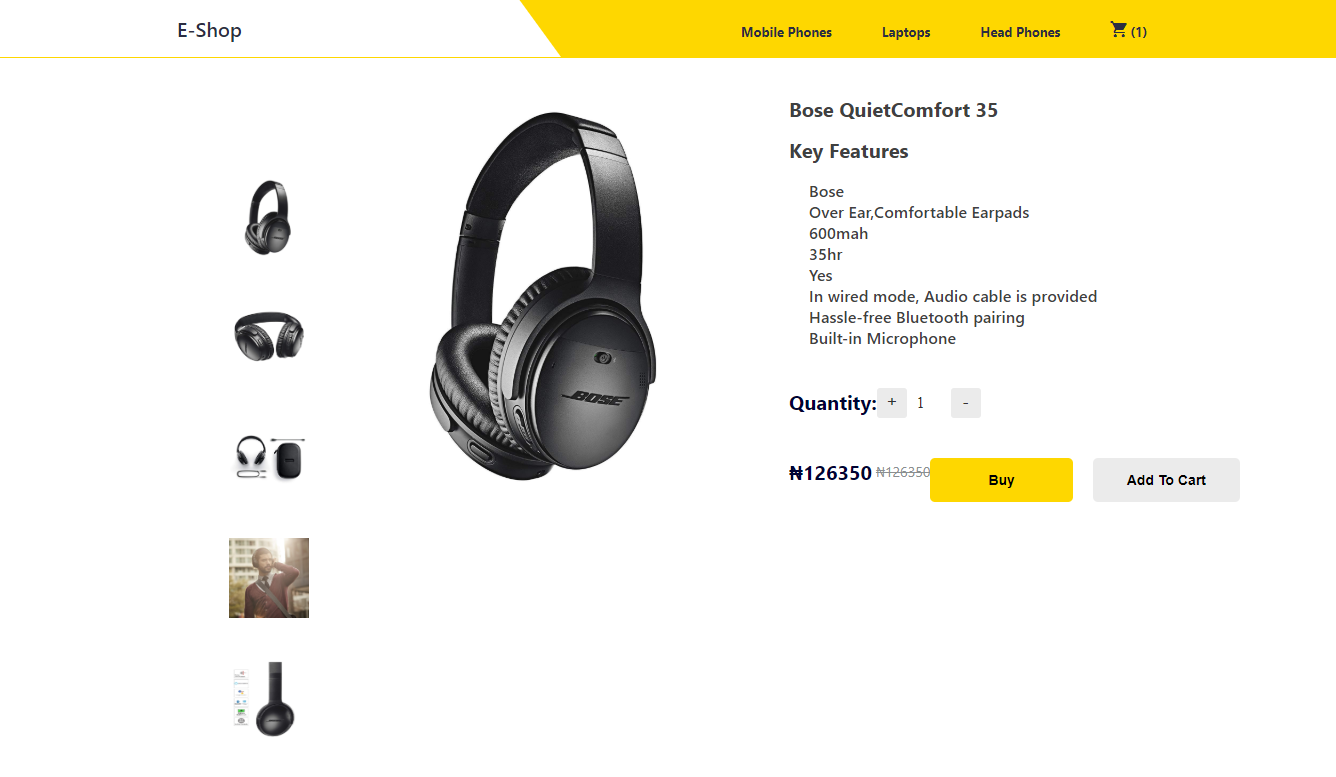 E-Shop
Mobile Phones Laptops Head Phones (1)
Bose QuietComfort 35
Key Features
Bose
Over Ear,Comfortable Earpads
600mah
35hr
Yes
In wired mode, Audio cable is provided
Hassle-free Bluetooth pairing
Built-in Microphone
Quantity: + 1 -
₦126350 ₦126350 Buy Add To Cart
BOSE